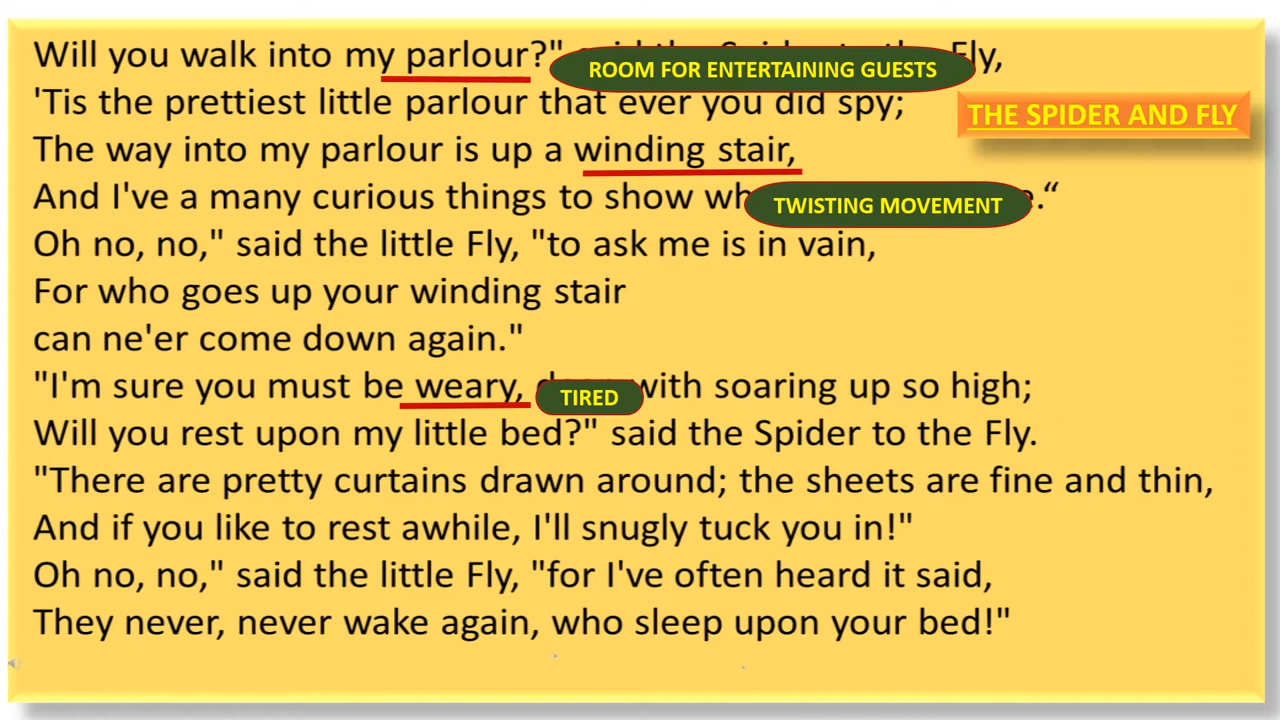 Will you walk into my parlour?" said the Spider to the Fly,
ROOM FOR ENTERTAINING GUESTS
'Tis the prettiest little parlour that ever you did spy;
THE SPIDER AND FLY
The way into my parlour is up a winding stair,
And I've a many curious things to show
TWISTING MOVEMENT
Oh no, no," said the little Fly, "to ask me is in vain,
For who goes up your winding stair
can ne'er come down again."
"I'm sure you must be weary, with soaring up so high;
TIRED
Will you rest upon my little bed?" said the Spider to the Fly.
"There are pretty curtains drawn around; the sheets are fine and thin,
And if you like to rest awhile, I'll snugly tuck you in!"
Oh no, no," said the little Fly, "for I've often heard it said,
They never, never wake again, who sleep upon your bed!"